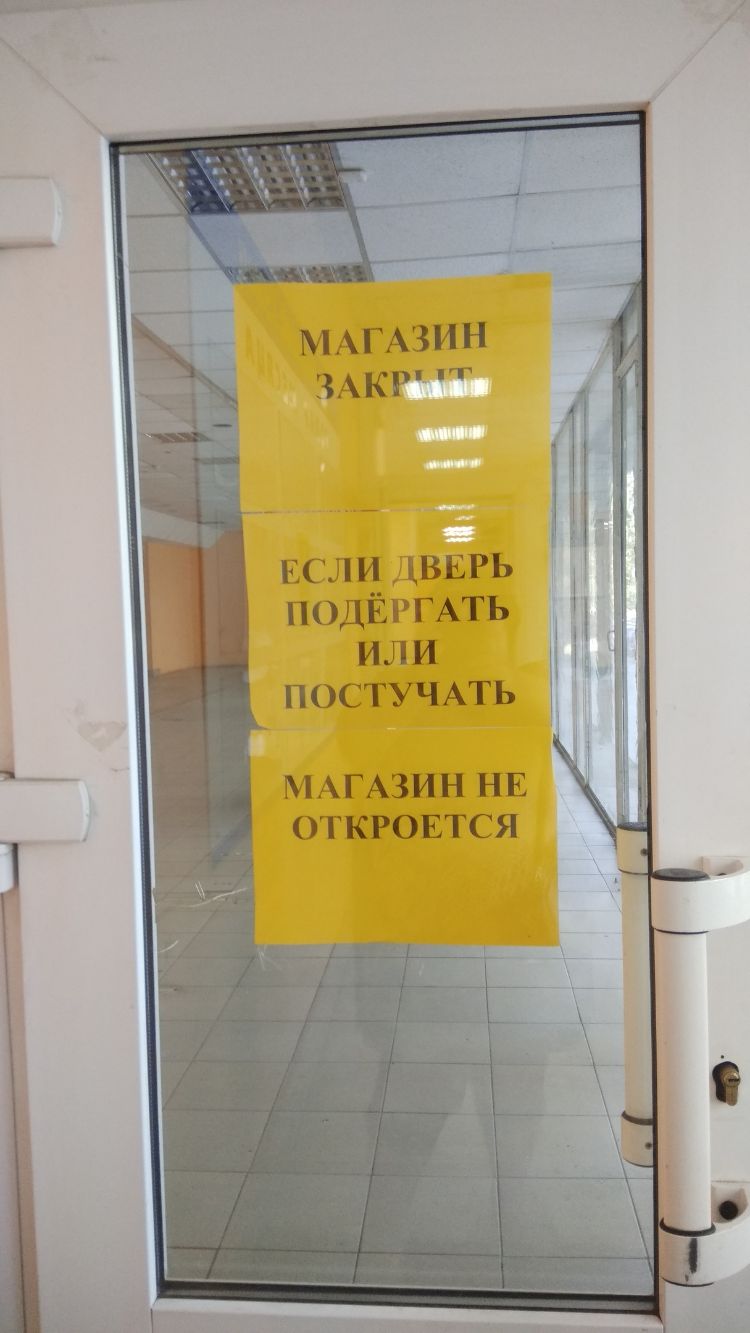 МАГАЗИН
ЗАКРЫТ
ЕСЛИ ДВЕРЬ
ПОДЁРГАТЬ
ИЛИ
ПОСТУЧАТЬ
МАГАЗИН НЕ
ОТКРОЕТСЯ